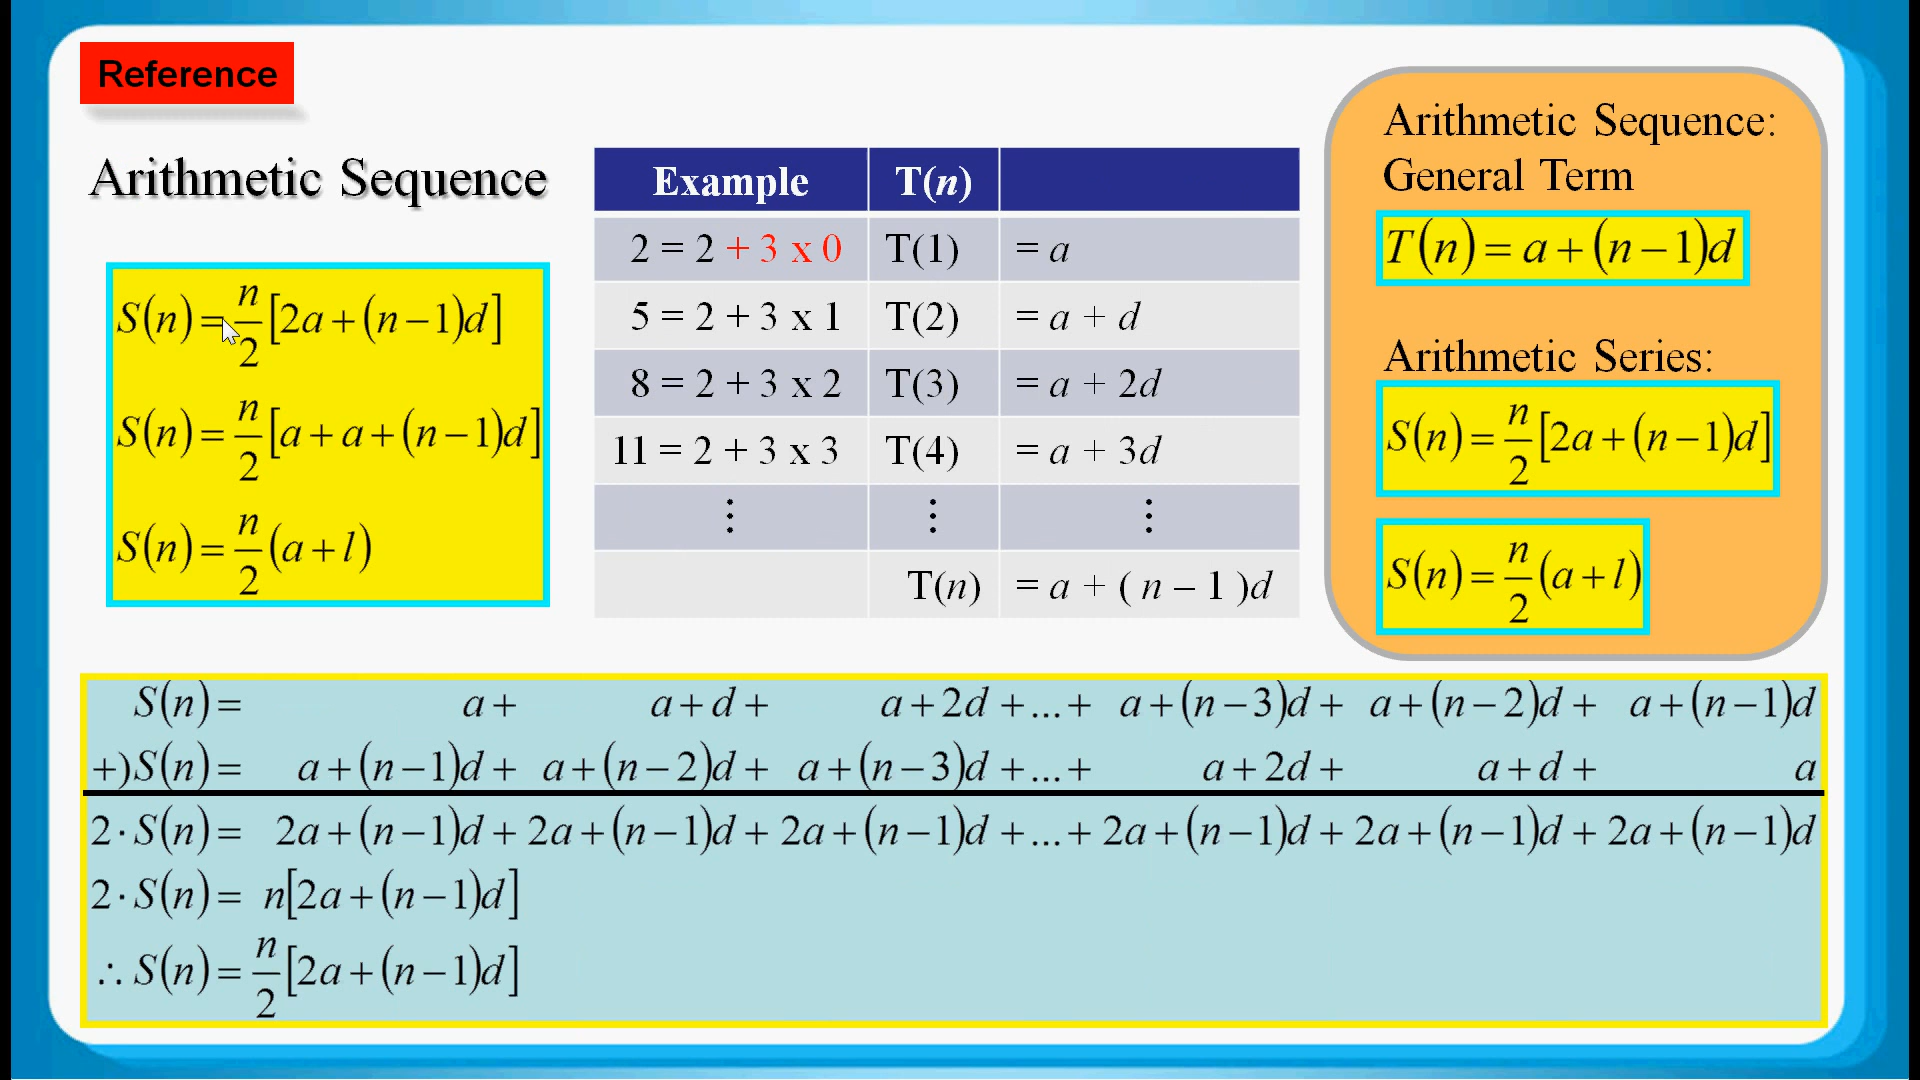 Reference
Arithmetic Sequence
S(n)=n/2[2a+(n−1)d]
S(n)=n/2[a+a+(n−1)d]
S(n)=n/2(a+l)
Example T(n)
2 = 2 + 3 x 0 T(1) = a
5 = 2 + 3 x 1 T(2) = a + d
8 = 2 + 3 x 2 T(3) = a + 2d
11 = 2 + 3 x 3 T(4) = a + 3d
⋮ ⋮ ⋮
T(n) = a + ( n – 1 )d
Arithmetic Sequence:
General Term
T(n)=a+(n−1)d
Arithmetic Series:
S(n)=n/2[2a+(n−1)d]
S(n)=n/2(a+l)
S(n)= a+ a+d+ a+2d+...+ a+(n−3)d+ a+(n−2)d+ a+(n−1)d
+)S(n)= a+(n−1)d+ a+(n−2)d+ a+(n−3)d+...+ a+2d+ a+d+ a
2·S(n)= 2a+(n−1)d+2a+(n−1)d+2a+(n−1)d+...+2a+(n−1)d+2a+(n−1)d+2a+(n−1)d
2·S(n)= n[2a+(n−1)d]
∴S(n)=n/2[2a+(n−1)d]